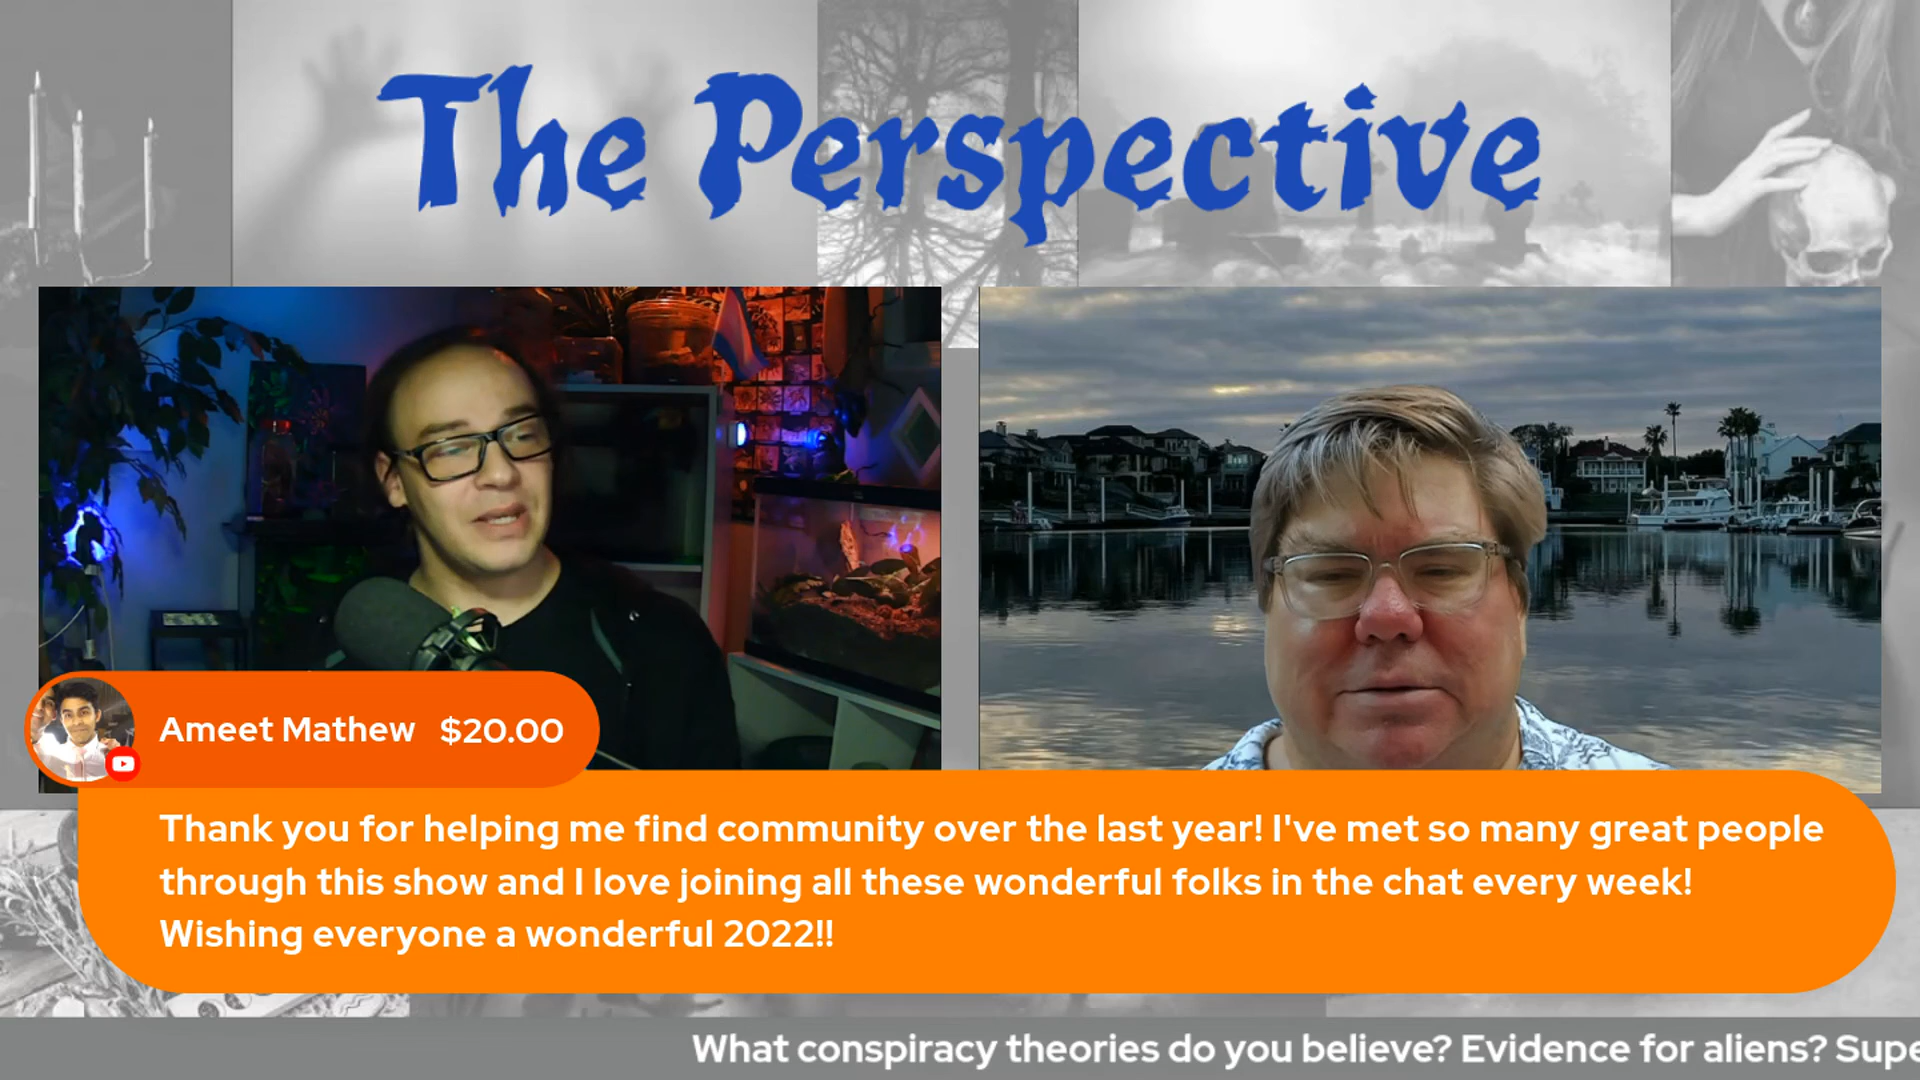 The Perspective
Ameet Mathew $20.00
Thank you for helping me find community over the last year! I've met so many great people
through this show and I love joining all these wonderful folks in the chat every week!
Wishing everyone a wonderful 2022!!
What conspiracy theories do you believe? Evidence for aliens?